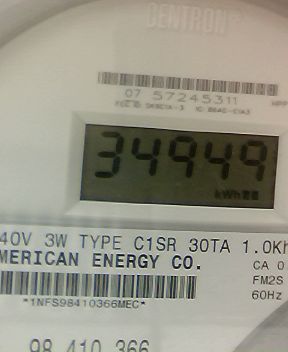 CENTRON®
07 57245311
34949
kWh
40V 3W TYPE C1SR 30TA 1.0Kh
MERICAN ENERGY CO.
CA 0
FM2S
60Hz
*1NFS98410366MEC*
98 410 366